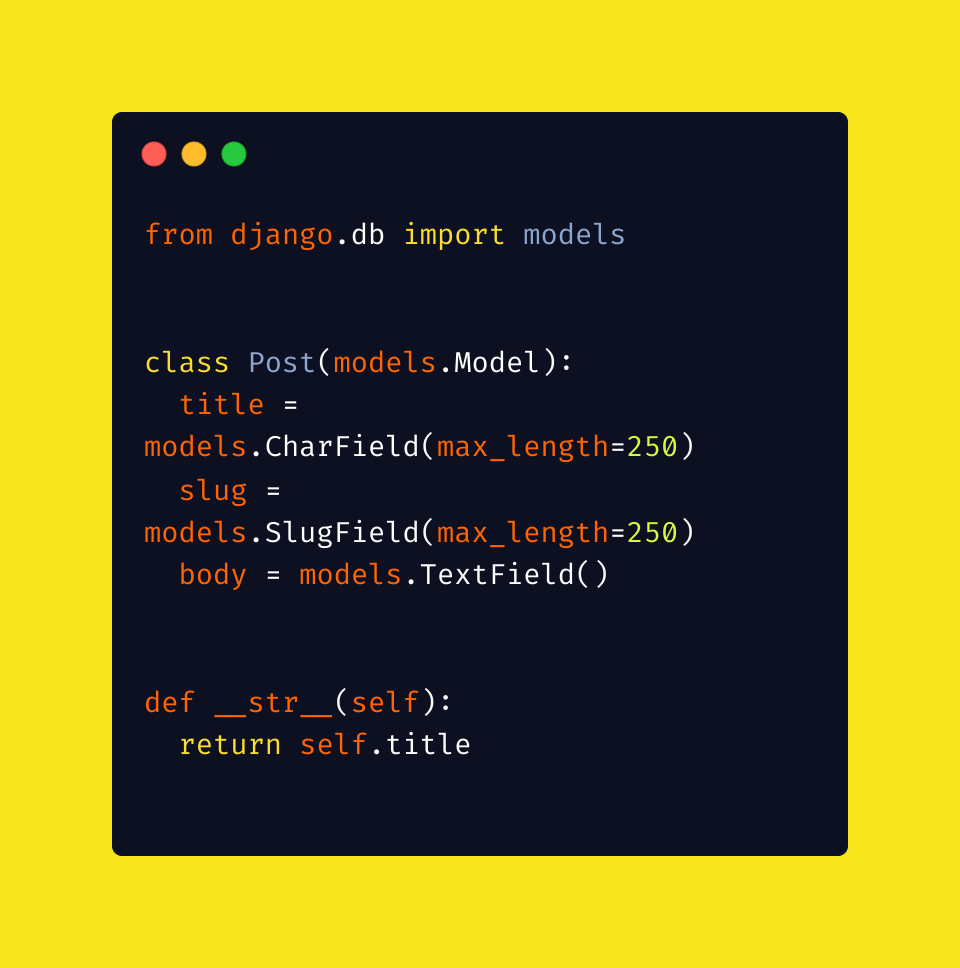 from django.db import models
class Post(models.Model):
  title =
models.CharField(max_length=250)
  slug =
models.SlugField(max_length=250)
  body = models.TextField()
def __str__(self):
  return self.title